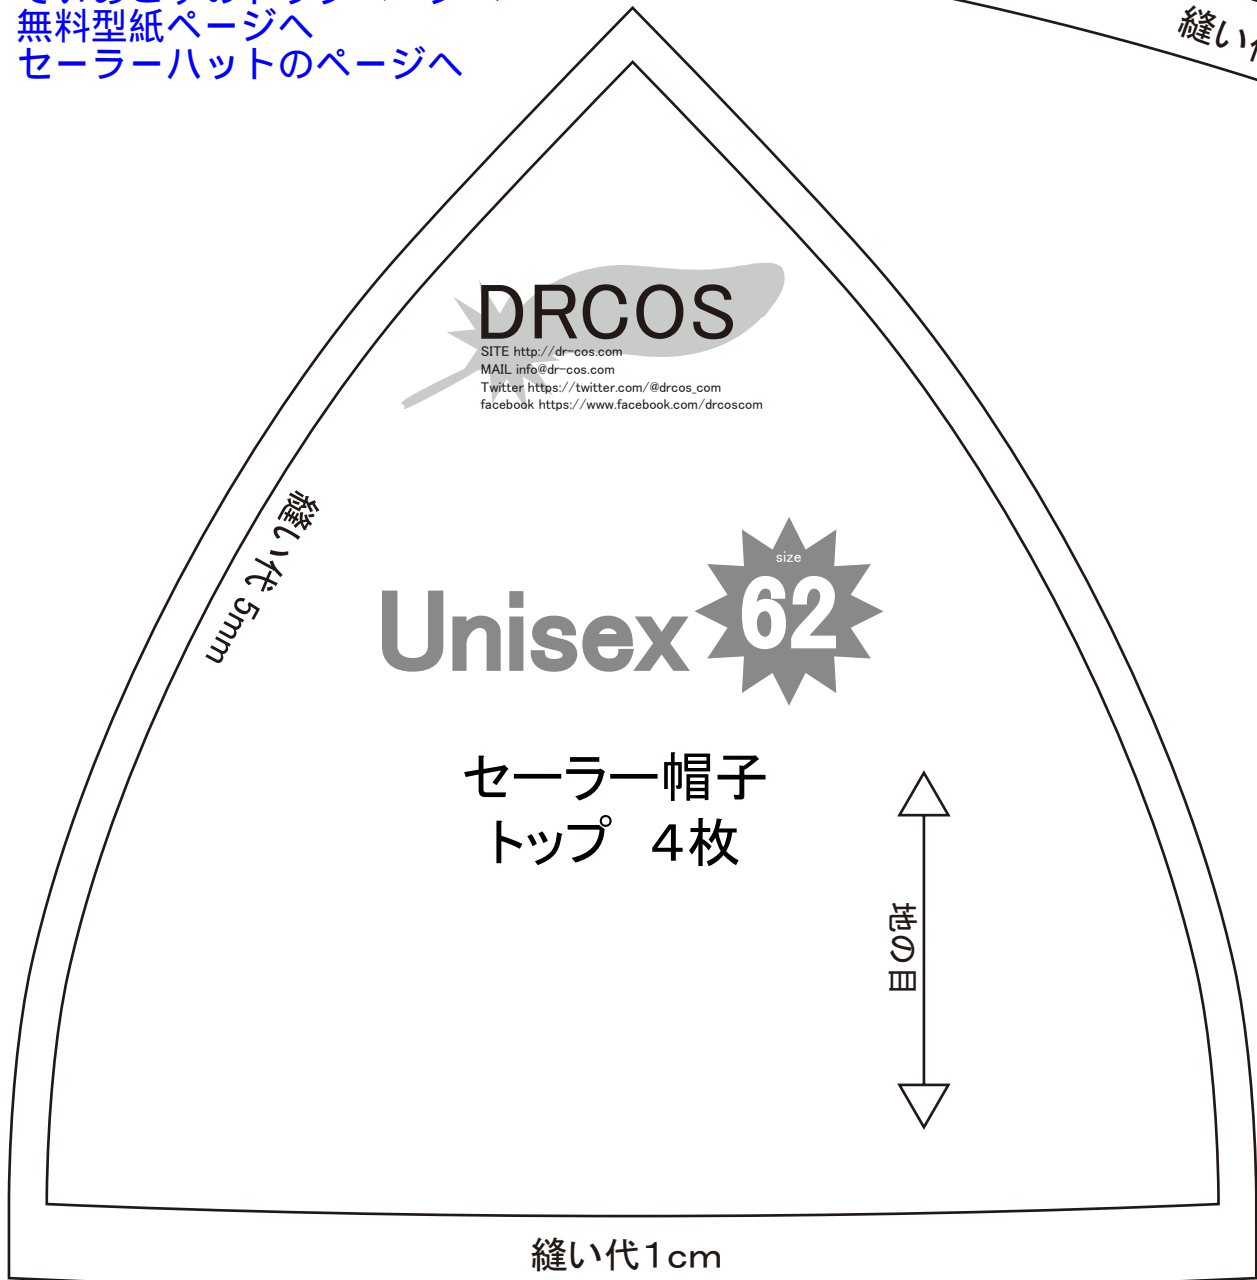 無料型紙ページへ
セーラーハットのページへ
縫い
DRCOS
SITE http://dr-cos.com
MAIL info@dr-cos.com
Twitter https://twitter.com/@drcos_com
facebook https://www.facebook.com/drcoscom
縫い代 5mm
size
62
Unisex
セーラー帽子
トップ 4枚
地の目
縫い代1cm